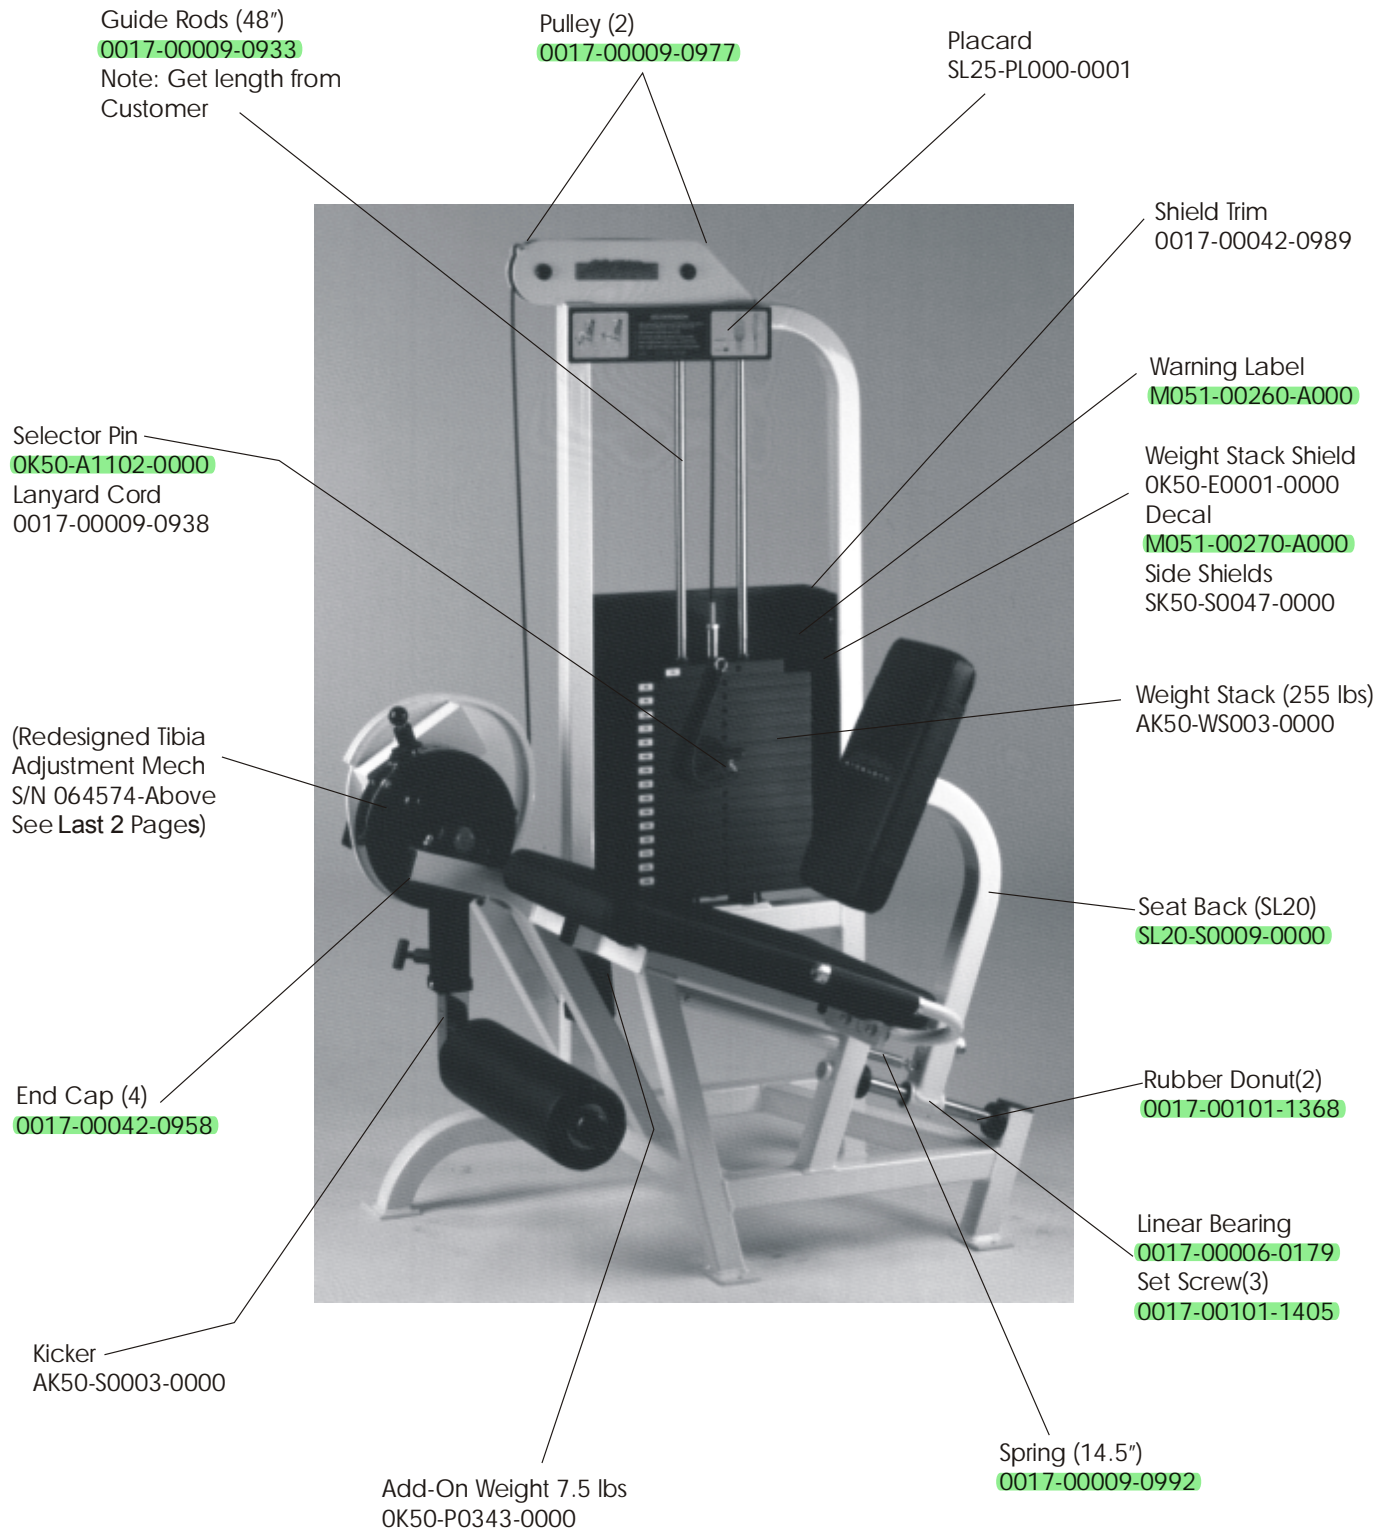 Guide Rods (48")
0017-00009-0933
Note: Get length from
Customer
Pulley (2)
0017-00009-0977
Placard
SL25-PL000-0001
Shield Trim
0017-00042-0989
Warning Label
M051-00260-A000
Selector Pin
0K50-A1102-0000
Lanyard Cord
0017-00009-0938
Weight Stack Shield
0K50-E0001-0000
Decal
M051-00270-A000
Side Shields
SK50-S0047-0000
Weight Stack (255 lbs)
AK50-WS003-0000
(Redesigned Tibia
Adjustment Mech
S/N 064574-Above
See Last 2 Pages)
Seat Back (SL20)
SL20-S0009-0000
End Cap (4)
0017-00042-0958
Rubber Donut(2)
0017-00101-1368
Linear Bearing
0017-00006-0179
Set Screw(3)
0017-00101-1405
Kicker
AK50-S0003-0000
Spring (14.5")
0017-00009-0992
Add-On Weight 7.5 lbs
0K50-P0343-0000